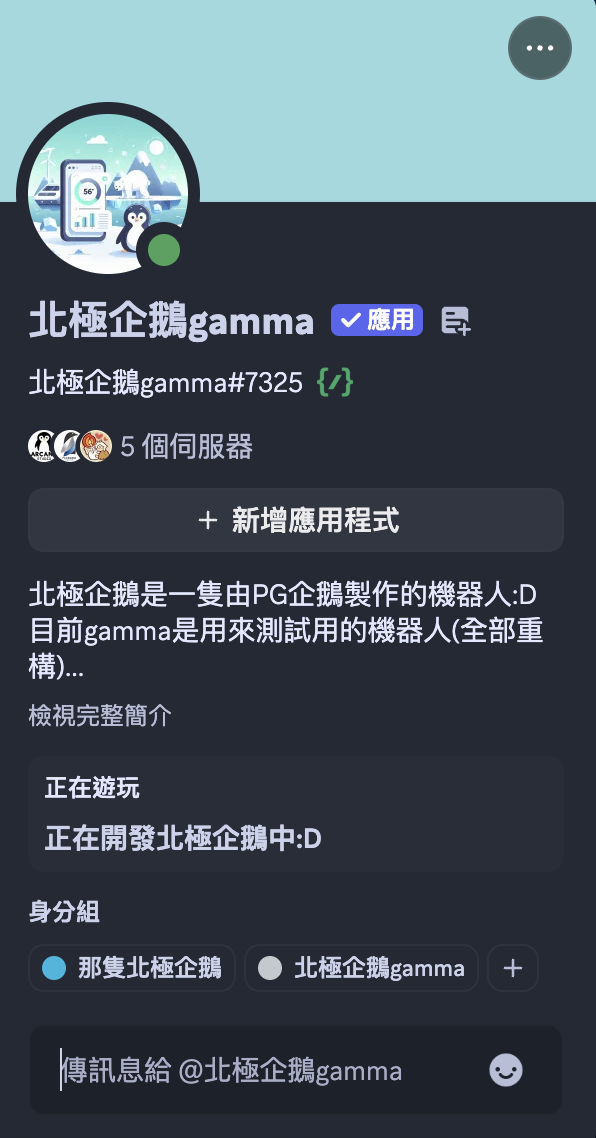 56°
北極企鵝gamma
應用
北極企鵝gamma#7325
ARCAN
5 個伺服器
+ 新增應用程式
北極企鵝是一隻由PG企鵝製作的機器人:D
目前gamma是用來測試用的機器人(全部重
構)...
檢視完整簡介
正在遊玩
正在開發北極企鵝中:D
身分組
那隻北極企鵝
北極企鵝gamma
+
傳訊息給 @北極企鵝gamma